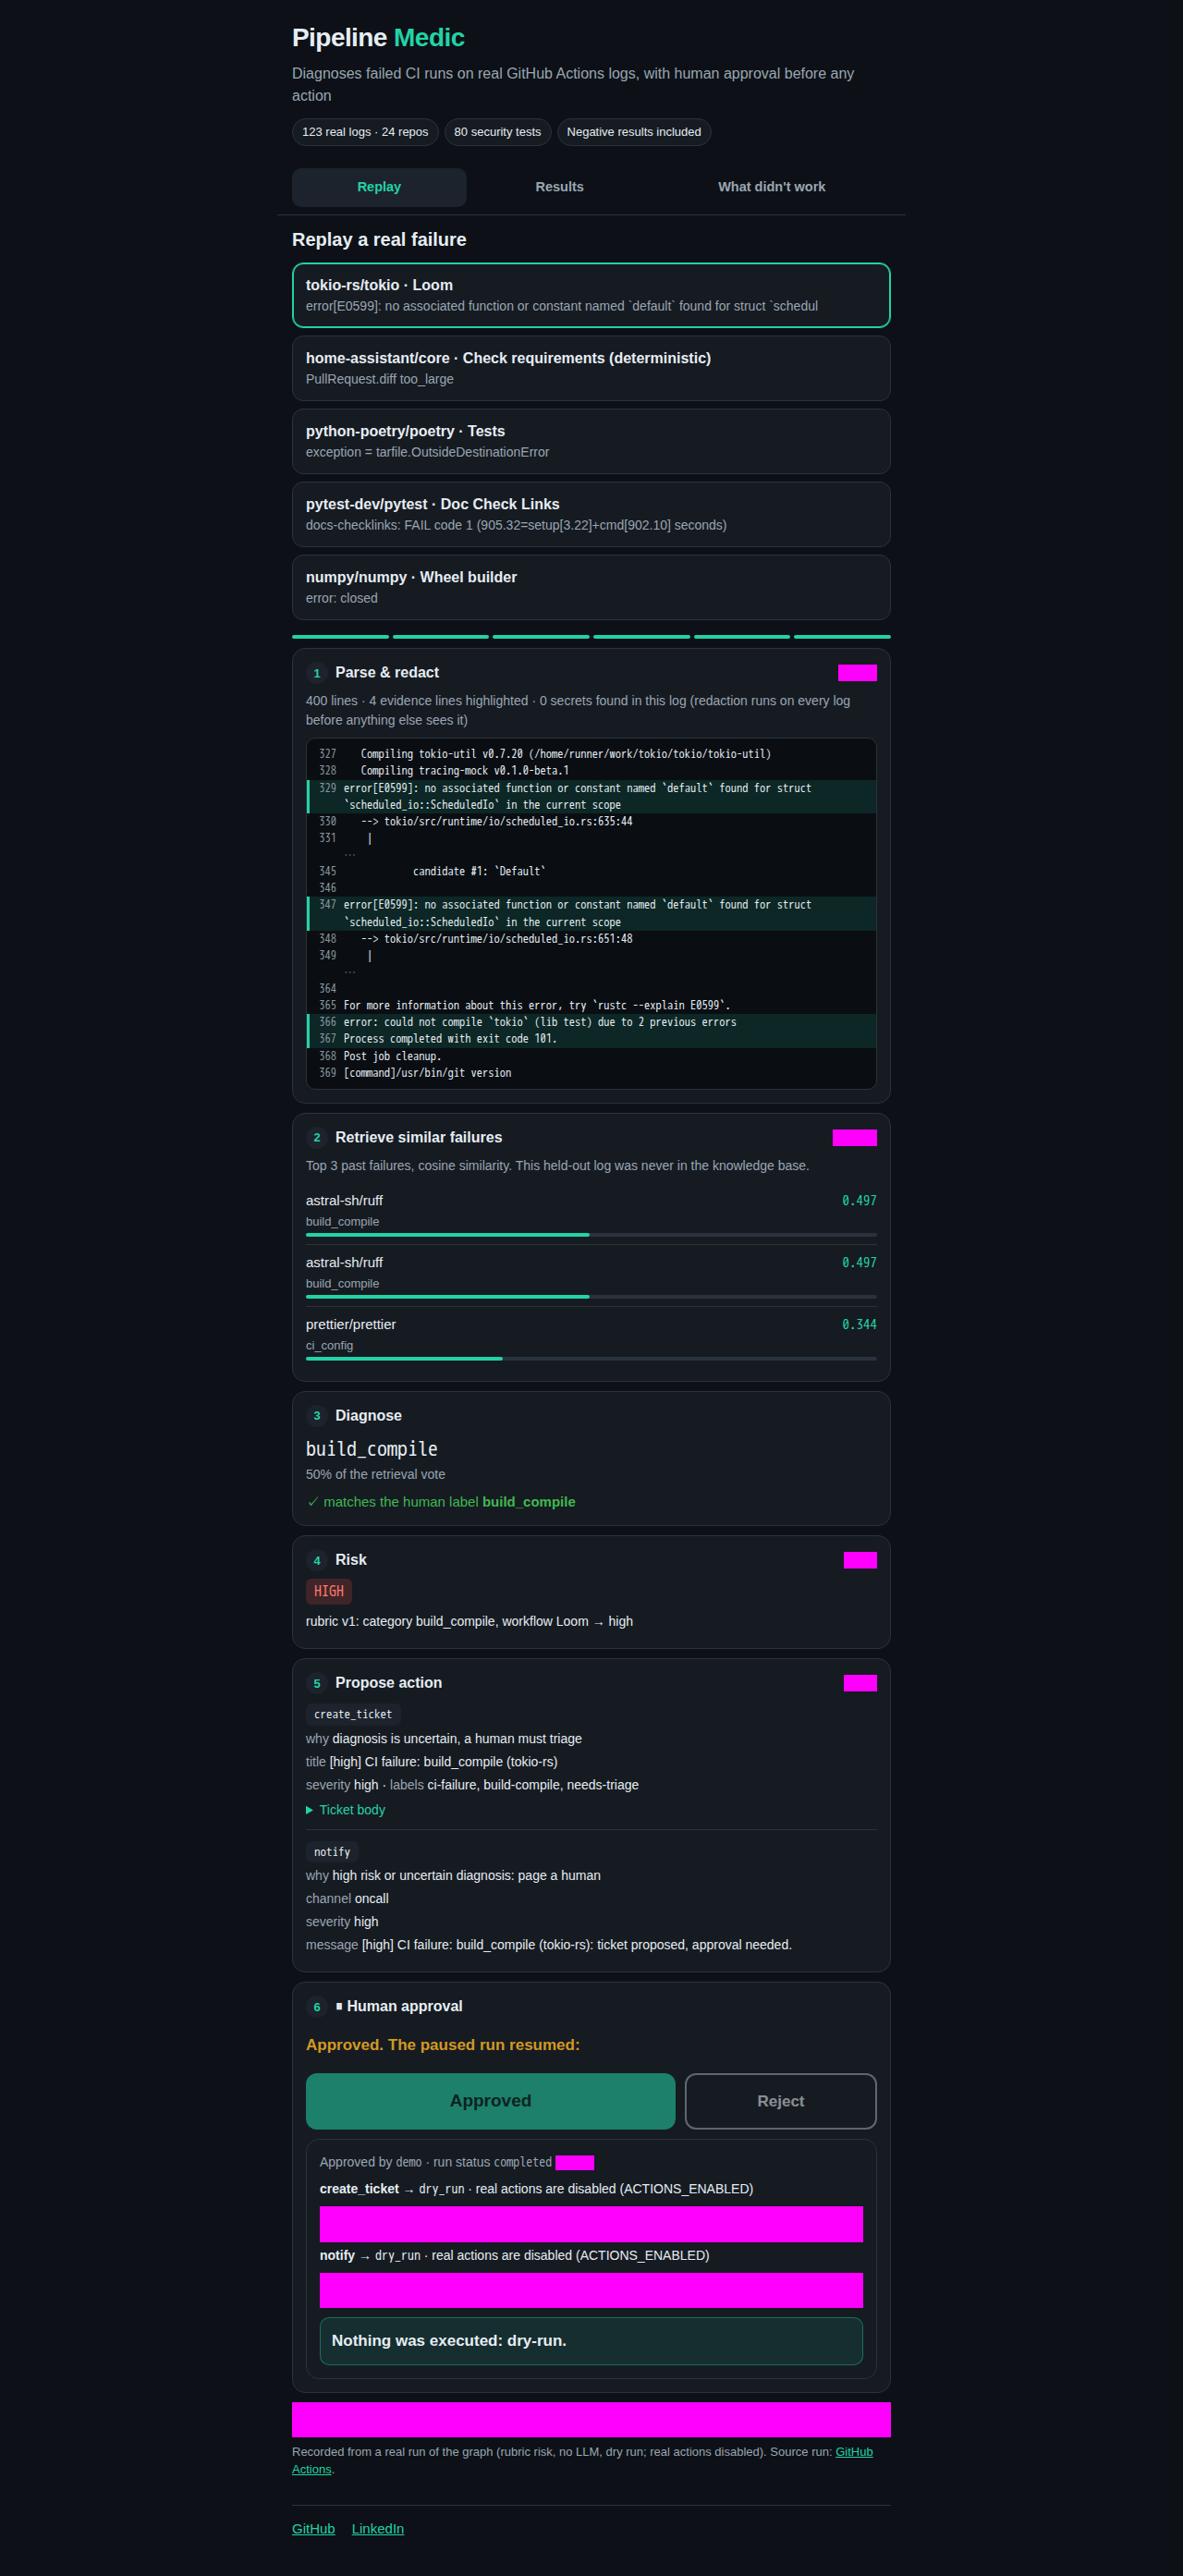 Pipeline Medic
Diagnoses failed CI runs on real GitHub Actions logs, with human approval before any
action
123 real logs · 24 repos
80 security tests
Negative results included
Replay
Results
What didn't work
Replay a real failure
tokio-rs/tokio · Loom
error[E0599]: no associated function or constant named `default` found for struct `schedul
home-assistant/core · Check requirements (deterministic)
PullRequest.diff too_large
python-poetry/poetry · Tests
exception = tarfile.OutsideDestinationError
pytest-dev/pytest · Doc Check Links
docs-checklinks: FAIL code 1 (905.32=setup[3.22]+cmd[902.10] seconds)
numpy/numpy · Wheel builder
error: closed
1 Parse & redact
400 lines · 4 evidence lines highlighted · 0 secrets found in this log (redaction runs on every log
before anything else sees it)
327 Compiling tokio-util v0.7.20 (/home/runner/work/tokio/tokio/tokio-util)
328 Compiling tracing-mock v0.1.0-beta.1
329 error[E0599]: no associated function or constant named `default` found for struct
`scheduled_io::ScheduledIo` in the current scope
330 --> tokio/src/runtime/io/scheduled_io.rs:635:44
331 |
...
345 candidate #1: `Default`
346
347 error[E0599]: no associated function or constant named `default` found for struct
`scheduled_io::ScheduledIo` in the current scope
348 --> tokio/src/runtime/io/scheduled_io.rs:651:48
349 |
...
364
365 For more information about this error, try `rustc --explain E0599`.
366 error: could not compile `tokio` (lib test) due to 2 previous errors
367 Process completed with exit code 101.
368 Post job cleanup.
369 [command]/usr/bin/git version
2 Retrieve similar failures
Top 3 past failures, cosine similarity. This held-out log was never in the knowledge base.
astral-sh/ruff 0.497
build_compile
astral-sh/ruff 0.497
build_compile
prettier/prettier 0.344
ci_config
3 Diagnose
build_compile
50% of the retrieval vote
✓ matches the human label build_compile
4 Risk
HIGH
rubric v1: category build_compile, workflow Loom → high
5 Propose action
create_ticket
why diagnosis is uncertain, a human must triage
title [high] CI failure: build_compile (tokio-rs)
severity high · labels ci-failure, build-compile, needs-triage
▶ Ticket body
notify
why high risk or uncertain diagnosis: page a human
channel oncall
severity high
message [high] CI failure: build_compile (tokio-rs): ticket proposed, approval needed.
6 Human approval
Approved. The paused run resumed:
Approved
Reject
Approved by demo · run status completed
create_ticket → dry_run · real actions are disabled (ACTIONS_ENABLED)
notify → dry_run · real actions are disabled (ACTIONS_ENABLED)
Nothing was executed: dry-run.
Recorded from a real run of the graph (rubric risk, no LLM, dry run; real actions disabled). Source run: GitHub
Actions.
GitHub LinkedIn